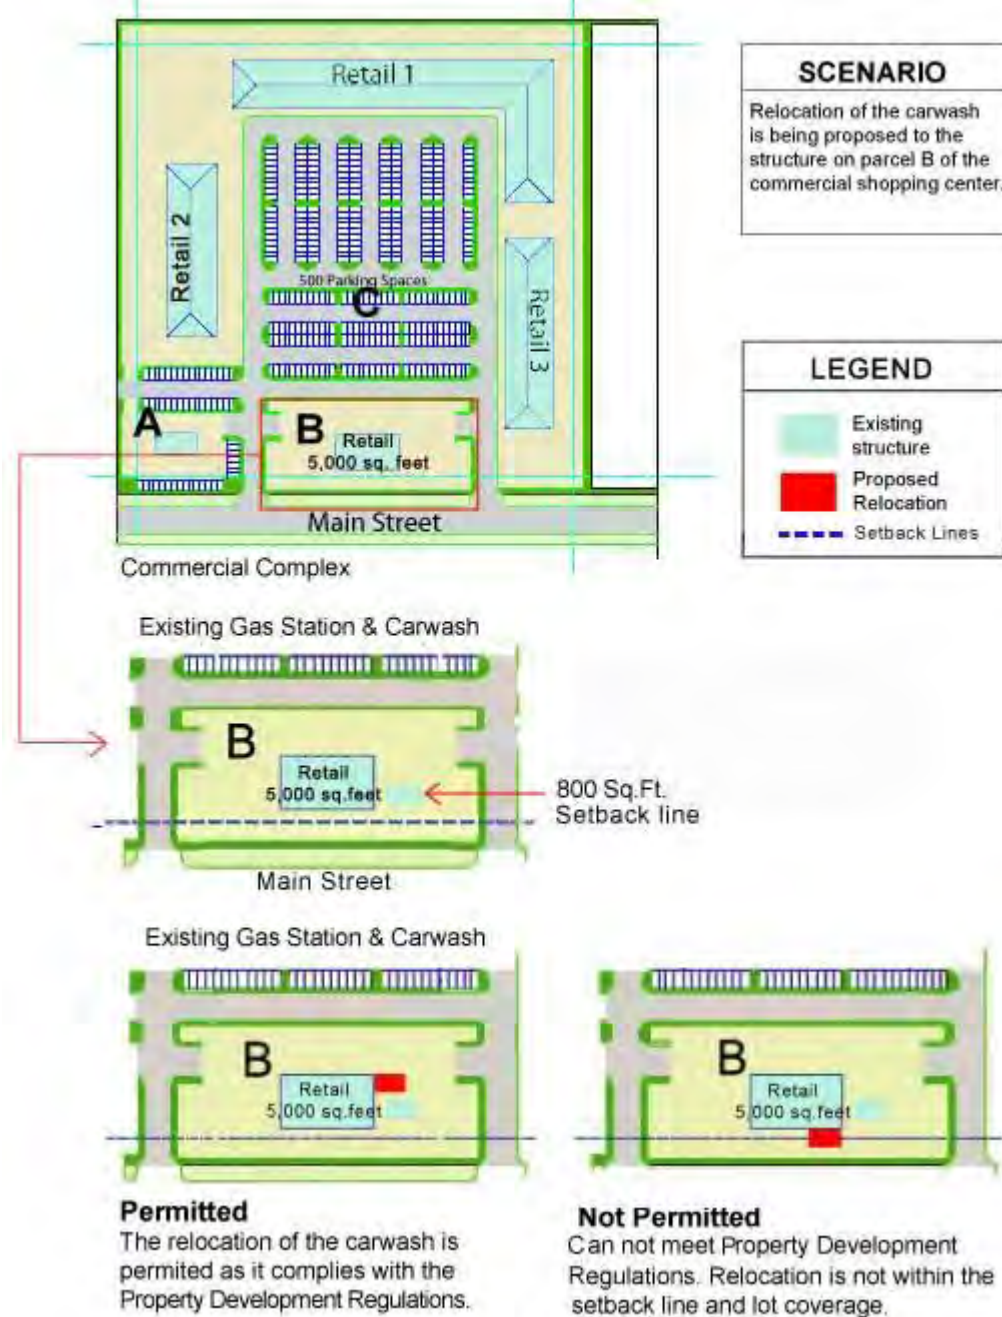 Retail 1
Retail 2
500 Parking Spaces
C
Retail 3
A
B
Retail
5,000 sq. feet
Main Street
Commercial Complex
SCENARIO
Relocation of the carwash
is being proposed to the
structure on parcel B of the
commercial shopping center.
LEGEND
Existing
structure
Proposed
Relocation
Setback Lines
Existing Gas Station & Carwash
B
Retail
5,000 sq.feet
800 Sq.Ft.
Setback line
Main Street
Existing Gas Station & Carwash
B
Retail
5,000 sq.feet
B
Retail
5,000 sq.feet
Permitted
The relocation of the carwash is
permited as it complies with the
Property Development Regulations.
Not Permitted
Can not meet Property Development
Regulations. Relocation is not within the
setback line and lot coverage.